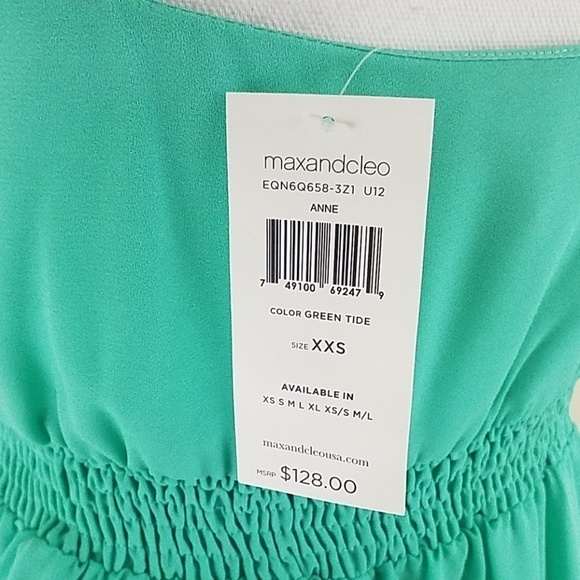 maxandcleo
EQN6Q658-3Z1 U12
ANNE
7 49100 69247 9
COLOR GREEN TIDE
SIZE XXS
AVAILABLE IN
XS S M L XL XS/S M/L
maxandcleousa.com
MSRP $128.00